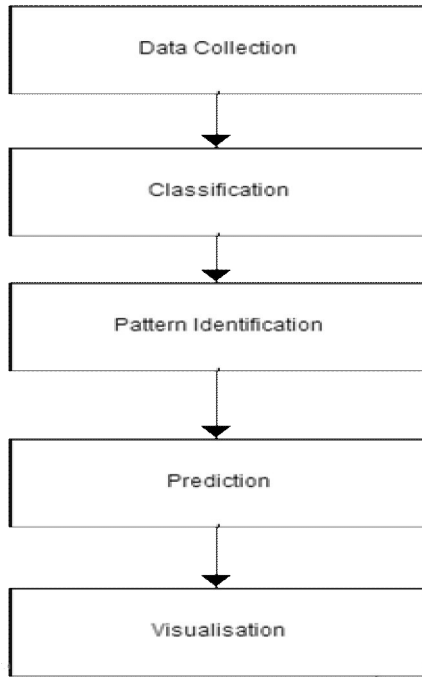 Data Collection
Classification
Pattern Identification
Prediction
Visualisation